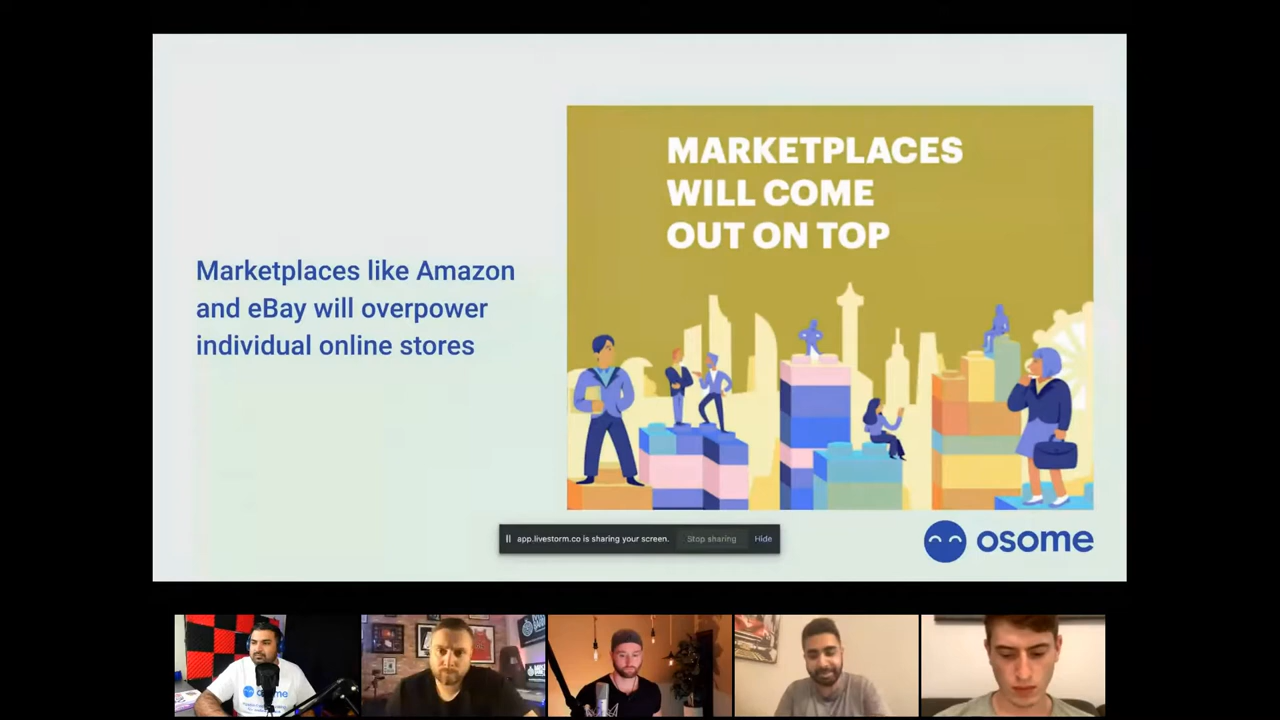 MARKETPLACES
WILL COME
OUT ON TOP
Marketplaces like Amazon
and eBay will overpower
individual online stores
app.livestorm.co is sharing your screen.
Stop sharing
Hide
osome
osome